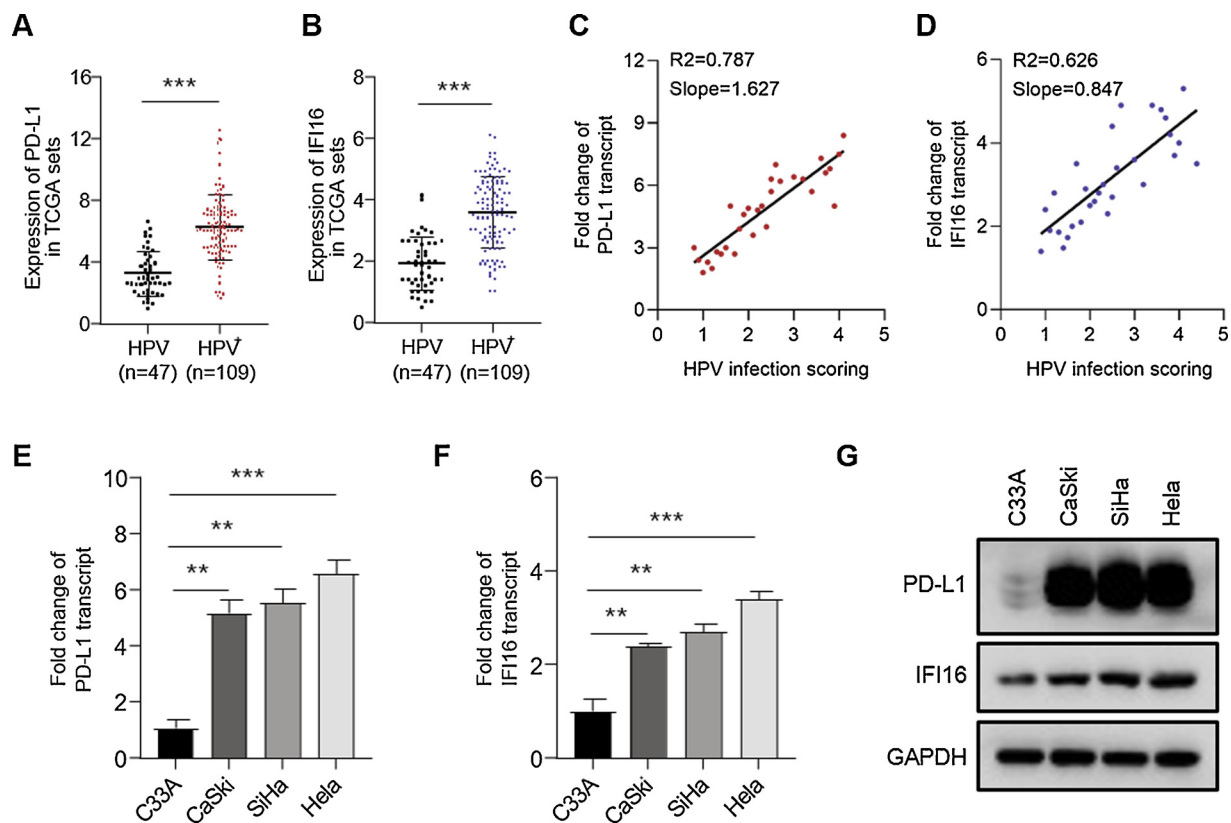 A
Expression of PD-L1
in TCGA sets
16
12
8
4
0
***
HPV-
(n=47)
HPV+
(n=109)
B
Expression of IFI16
in TCGA sets
8
6
4
2
0
***
HPV-
(n=47)
HPV+
(n=109)
C
R2=0.787
Slope=1.627
Fold change of
PD-L1 transcript
12
9
6
3
0
0 1 2 3 4 5
HPV infection scoring
D
R2=0.626
Slope=0.847
Fold change of
IFI16 transcript
6
4
2
0
0 1 2 3 4 5
HPV infection scoring
E
Fold change of
PD-L1 transcript
10
8
6
4
2
0
***
**
**
C33A
CaSki
SiHa
Hela
F
Fold change of
IFI16 transcript
6
4
2
0
***
**
**
C33A
CaSki
SiHa
Hela
G
C33A
CaSki
SiHa
Hela
PD-L1
IFI16
GAPDH